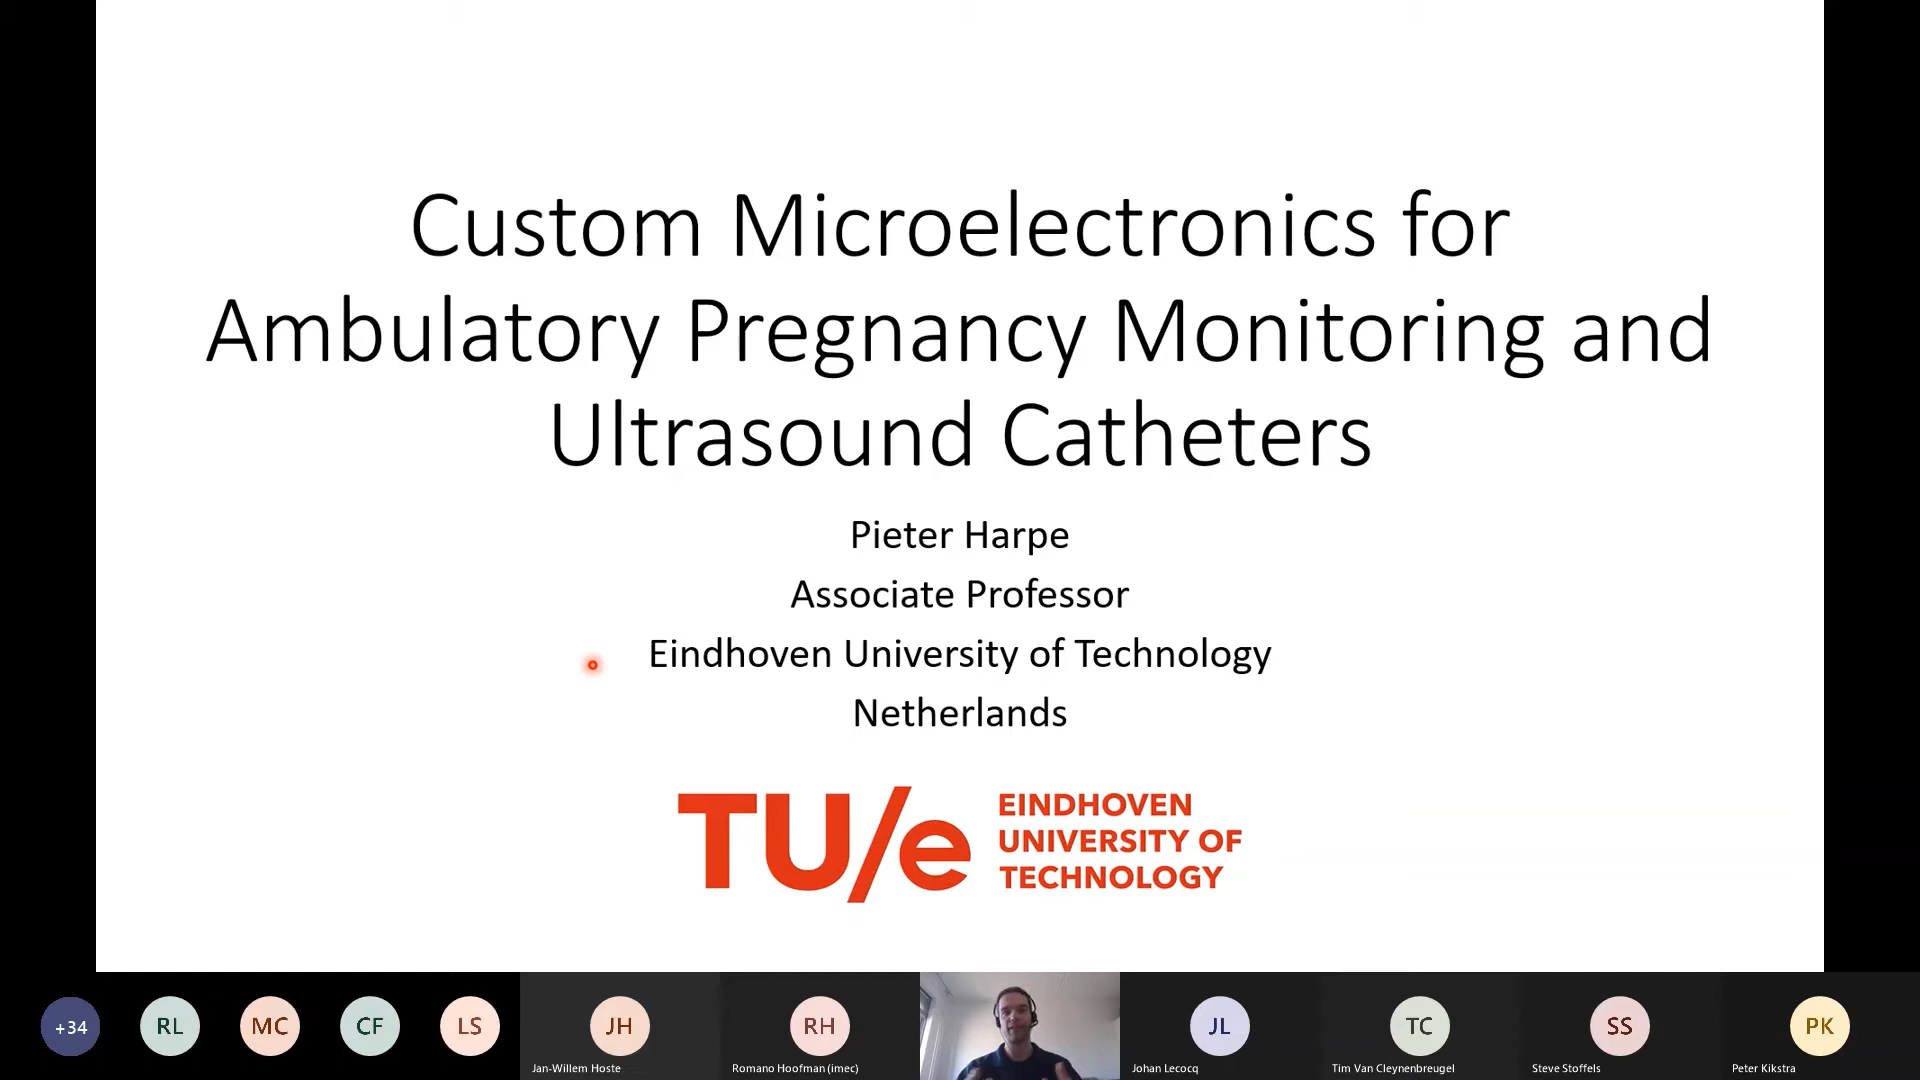 Custom Microelectronics for
Ambulatory Pregnancy Monitoring and
Ultrasound Catheters
Pieter Harpe
Associate Professor
Eindhoven University of Technology
Netherlands
TU/e
EINDHOVEN
UNIVERSITY OF
TECHNOLOGY
+34
RL
MC
CF
LS
JH
RH
JL
TC
SS
PK
Jan-Willem Hoste
Romano Hoofman (imec)
Johan Lecocq
Tim Van Cleynenbreugel
Steve Stoffels
Peter Kikstra